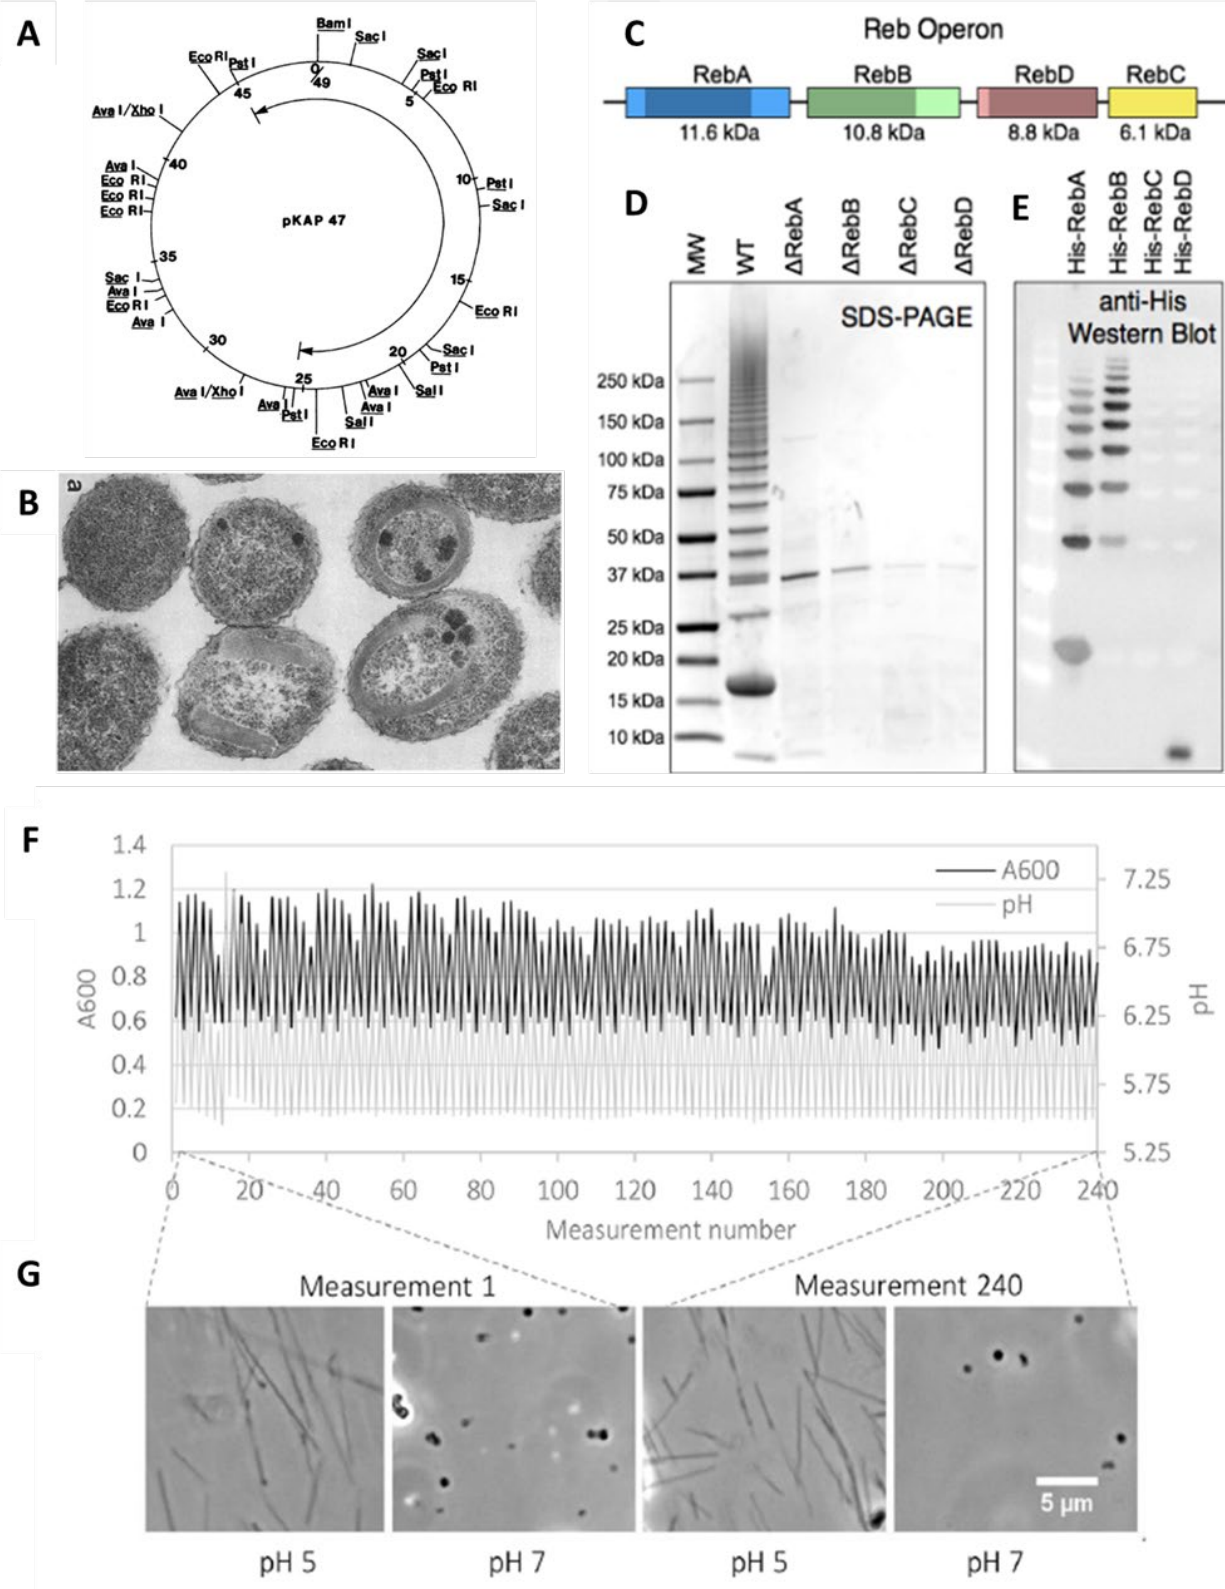 A
Bam I
Sac I
Eco RI
Pst I
Sac I
0
49
45
Pst I
5
Eco RI
Ava I/Xho I
40
Ava I
Eco RI
Eco RI
Eco RI
10
Pst I
Sac I
pKAP 47
35
Sac I
Ava I
Eco RI
Ava I
15
Eco RI
30
20
Sac I
Pst I
Sal I
25
Ava I/Xho I
Ava I
Pst I
Ava I
Ava I
Sal I
Eco RI
B
a
C
Reb Operon
RebA
RebB
RebD
RebC
11.6 kDa
10.8 kDa
8.8 kDa
6.1 kDa
D
MW
WT
ΔRebA
ΔRebB
ΔRebC
ΔRebD
SDS-PAGE
250 kDa
150 kDa
100 kDa
75 kDa
50 kDa
37 kDa
25 kDa
20 kDa
15 kDa
10 kDa
E
His-RebA
His-RebB
His-RebC
His-RebD
anti-His
Western Blot
F
1.4
1.2
1
0.8
0.6
0.4
0.2
0
A600
A600
pH
7.25
6.75
6.25
5.75
5.25
pH
0 20 40 60 80 100 120 140 160 180 200 220 240
Measurement number
G
Measurement 1
Measurement 240
5 µm
pH 5
pH 7
pH 5
pH 7